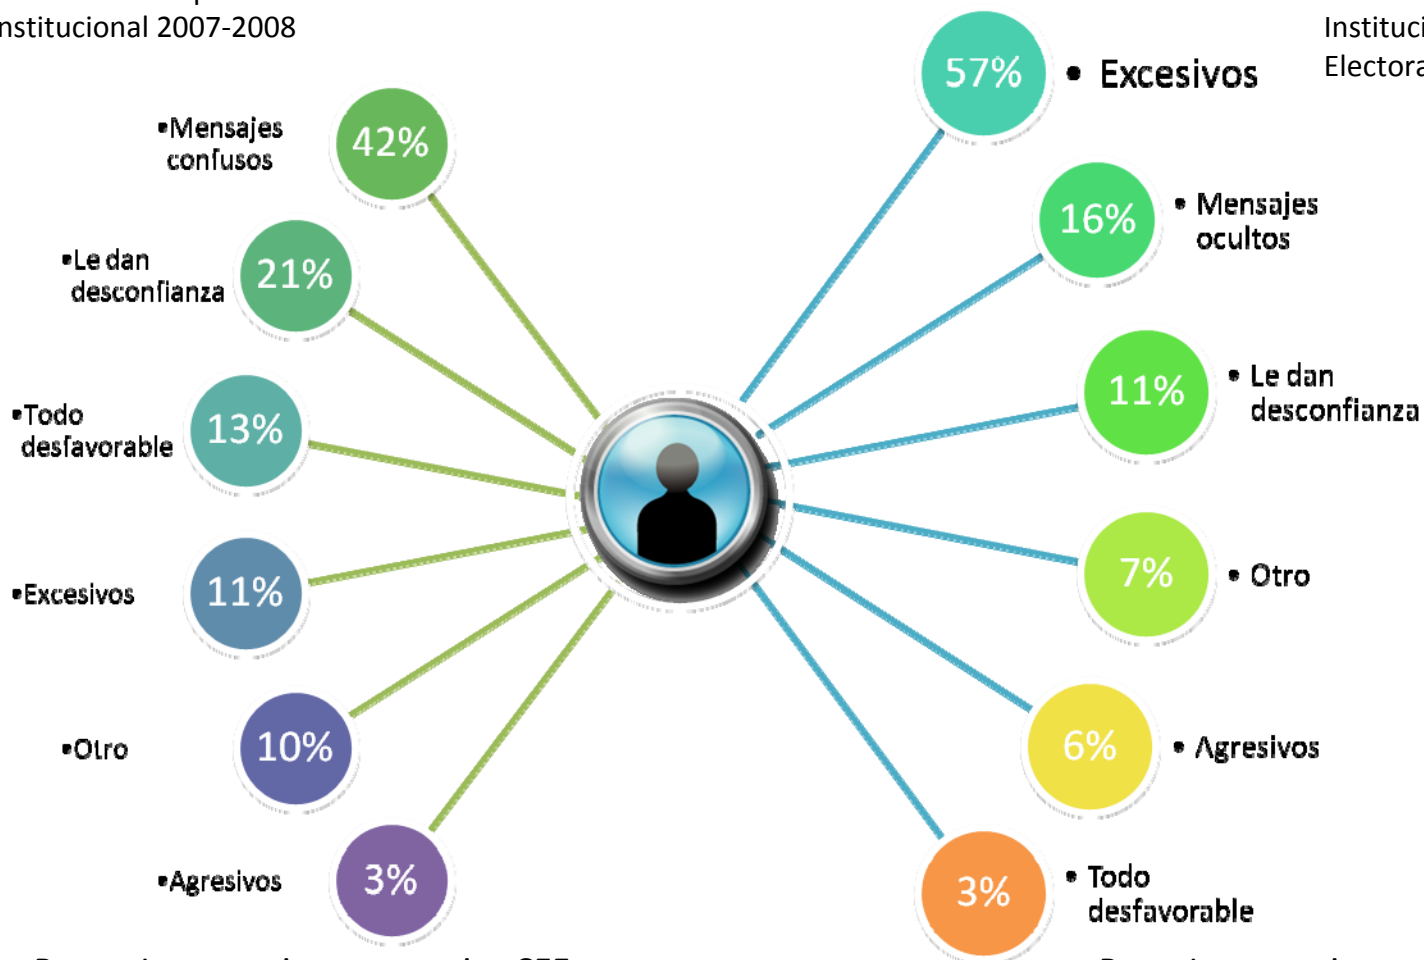 nstitucional 2007-2008
•Mensajes
confusos
42%
•Le dan
desconfianza
21%
•Todo
desfavorable
13%
•Excesivos
11%
•Otro
10%
•Agresivos
3%
Instituci
Electora
57%
• Excesivos
16%
• Mensajes
ocultos
11%
• Le dan
desconfianza
7%
• Otro
6%
• Agresivos
3%
• Todo
desfavorable